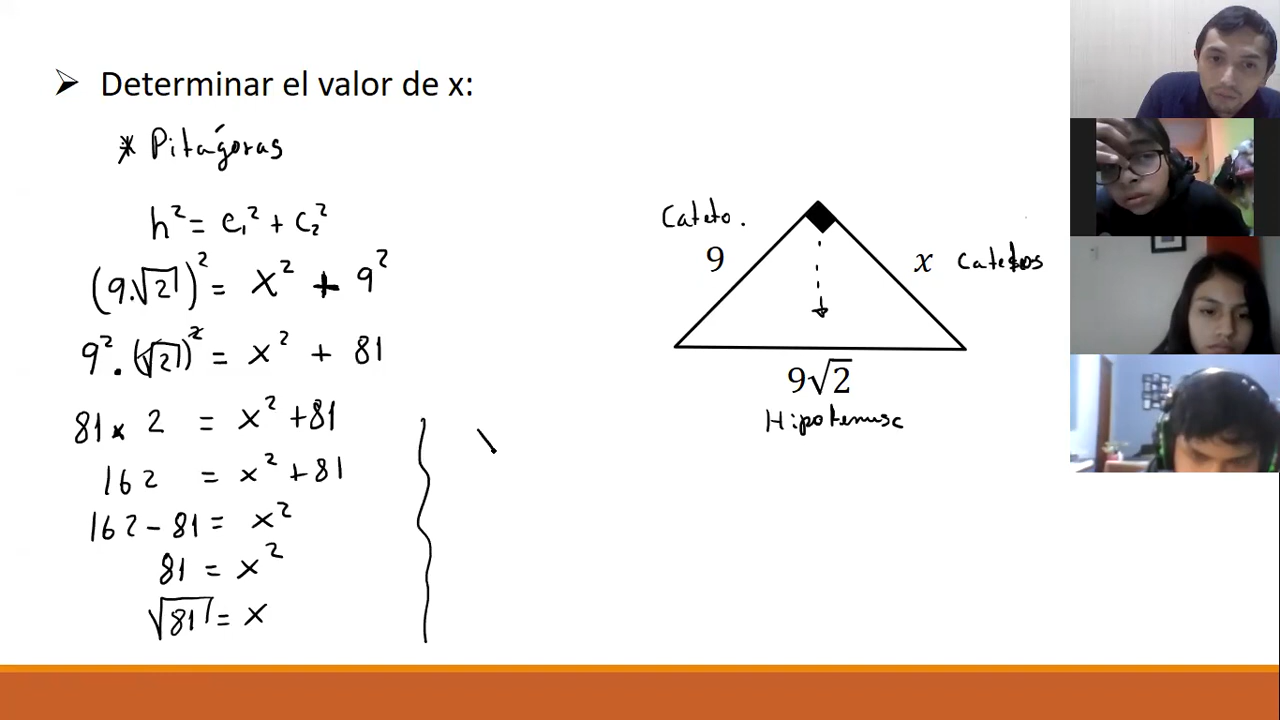 Determinar el valor de x:
* Pitágoras
h² = c₁² + c₂²
(9.√2)² = x² + 9²
9² . (√2)² = x² + 81
81 x 2 = x² + 81
162 = x² + 81
162 - 81 = x²
81 = x²
√81 = x
Cateto.
9
x Catetos
9√2
Hipotenusa